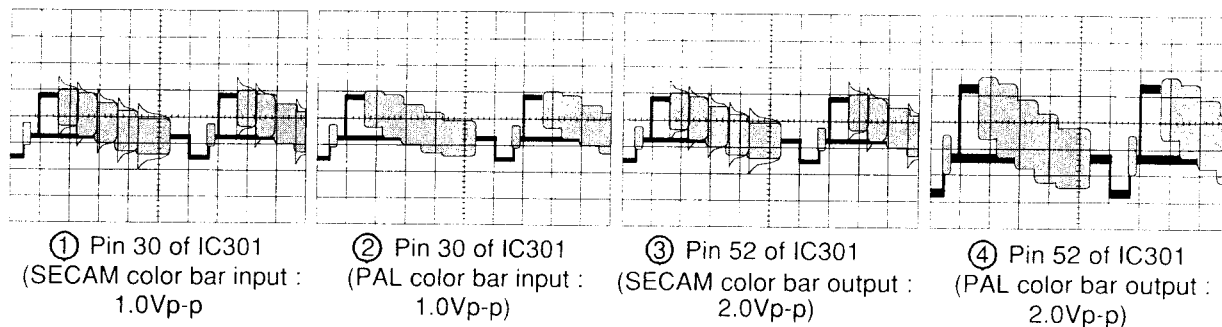 ① Pin 30 of IC301
(SECAM color bar input :
1.0Vp-p
② Pin 30 of IC301
(PAL color bar input :
1.0Vp-p)
③ Pin 52 of IC301
(SECAM color bar output :
2.0Vp-p)
④ Pin 52 of IC301
(PAL color bar output :
2.0Vp-p)